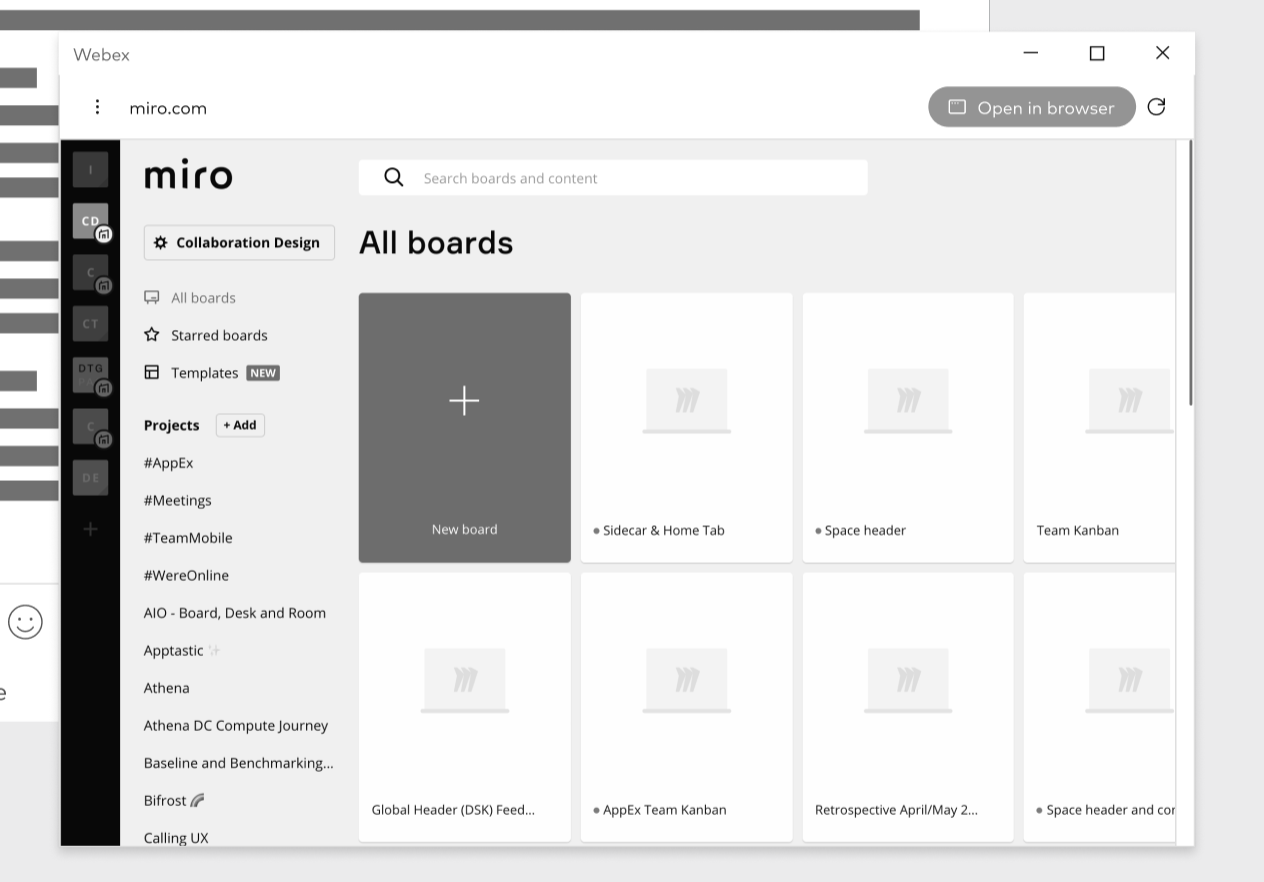 Webex
miro.com
Open in browser
miro
Search boards and content
I
CD
C
CT
DTG
C
DE
Collaboration Design
All boards
Starred boards
Templates NEW
Projects + Add
#AppEx
#Meetings
#TeamMobile
#WereOnline
AIO - Board, Desk and Room
Apptastic ✨
Athena
Athena DC Compute Journey
Baseline and Benchmarking...
Bifrost 🌈
Calling UX
All boards
New board
Sidecar & Home Tab
Space header
Team Kanban
Global Header (DSK) Feed...
AppEx Team Kanban
Retrospective April/May 2...
Space header and cor
e